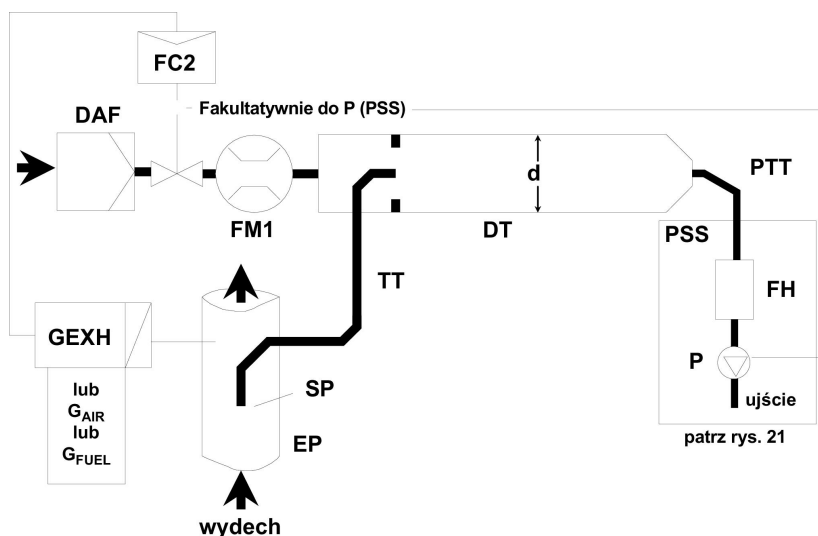 FC2
Fakultatywnie do P (PSS)
DAF
d
PTT
FM1
DT
PSS
TT
FH
GEXH
P
lub
GAIR
lub
GFUEL
SP
ujście
EP
patrz rys. 21
wydech